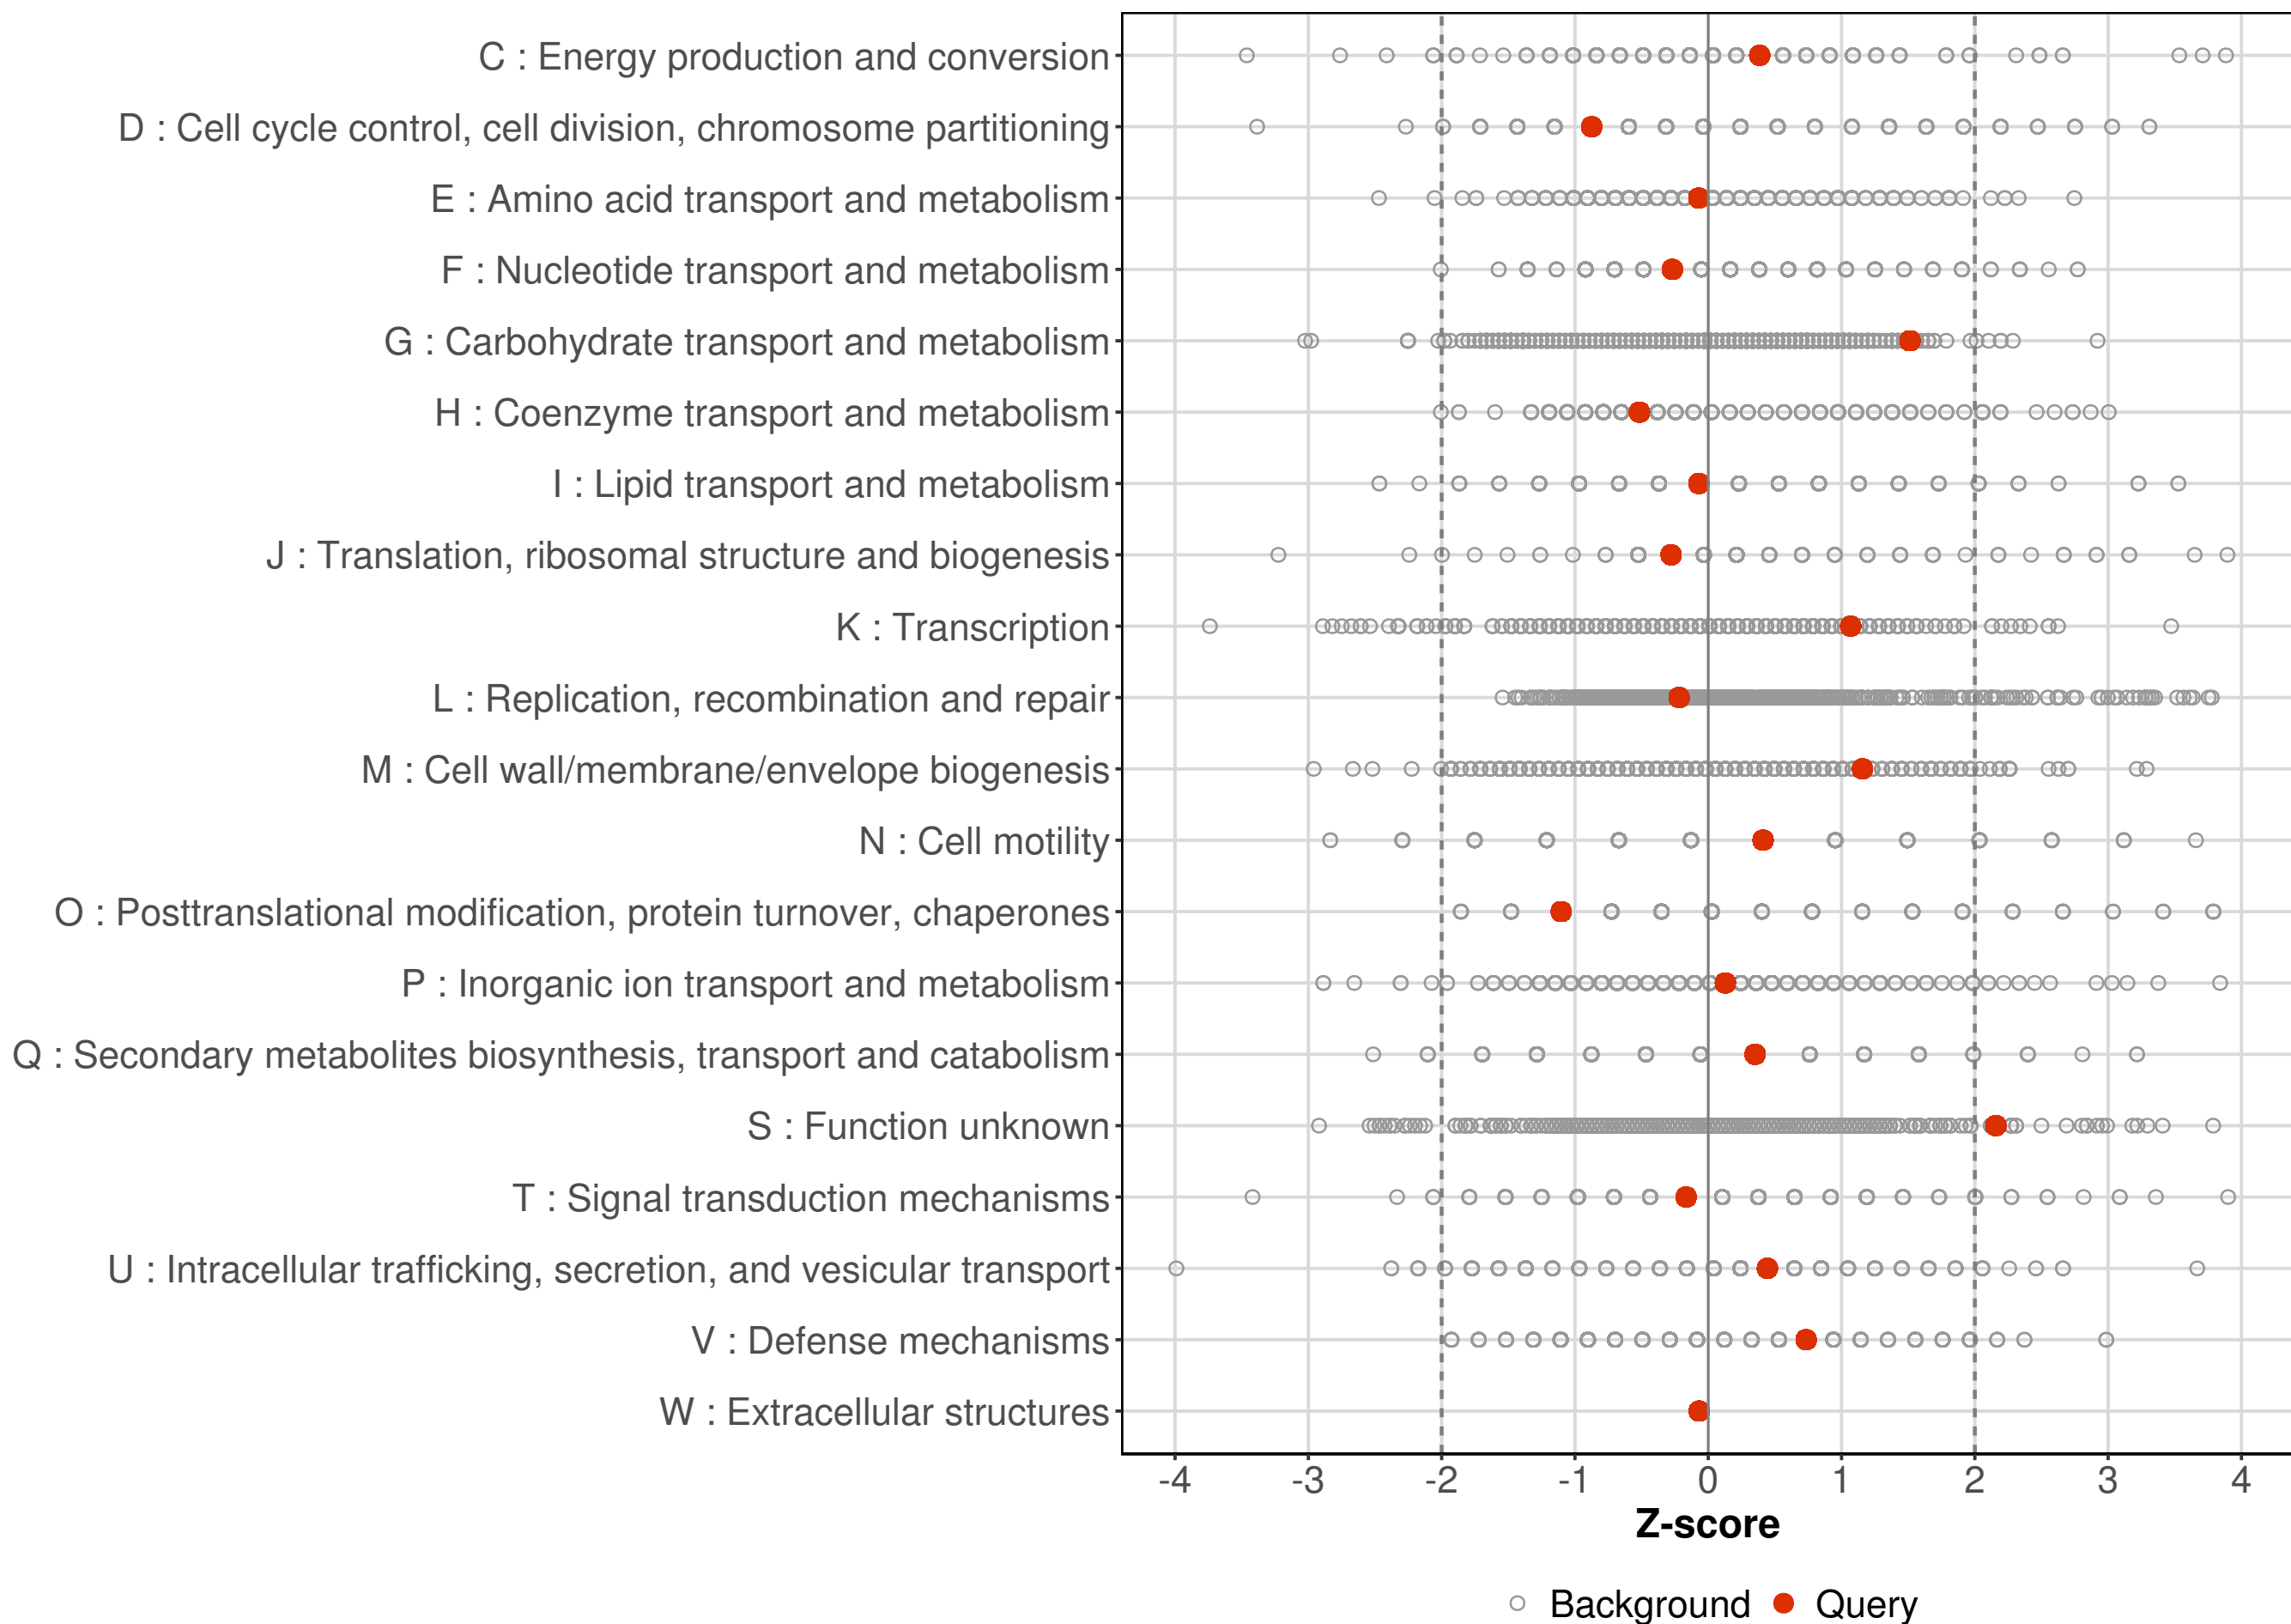 C : Energy production and conversion
D : Cell cycle control, cell division, chromosome partitioning
E : Amino acid transport and metabolism
F : Nucleotide transport and metabolism
G : Carbohydrate transport and metabolism
H : Coenzyme transport and metabolism
I : Lipid transport and metabolism
J : Translation, ribosomal structure and biogenesis
K : Transcription
L : Replication, recombination and repair
M : Cell wall/membrane/envelope biogenesis
N : Cell motility
O : Posttranslational modification, protein turnover, chaperones
P : Inorganic ion transport and metabolism
Q : Secondary metabolites biosynthesis, transport and catabolism
S : Function unknown
T : Signal transduction mechanisms
U : Intracellular trafficking, secretion, and vesicular transport
V : Defense mechanisms
W : Extracellular structures
-4 -3 -2 -1 0 1 2 3 4
Z-score
Background Query